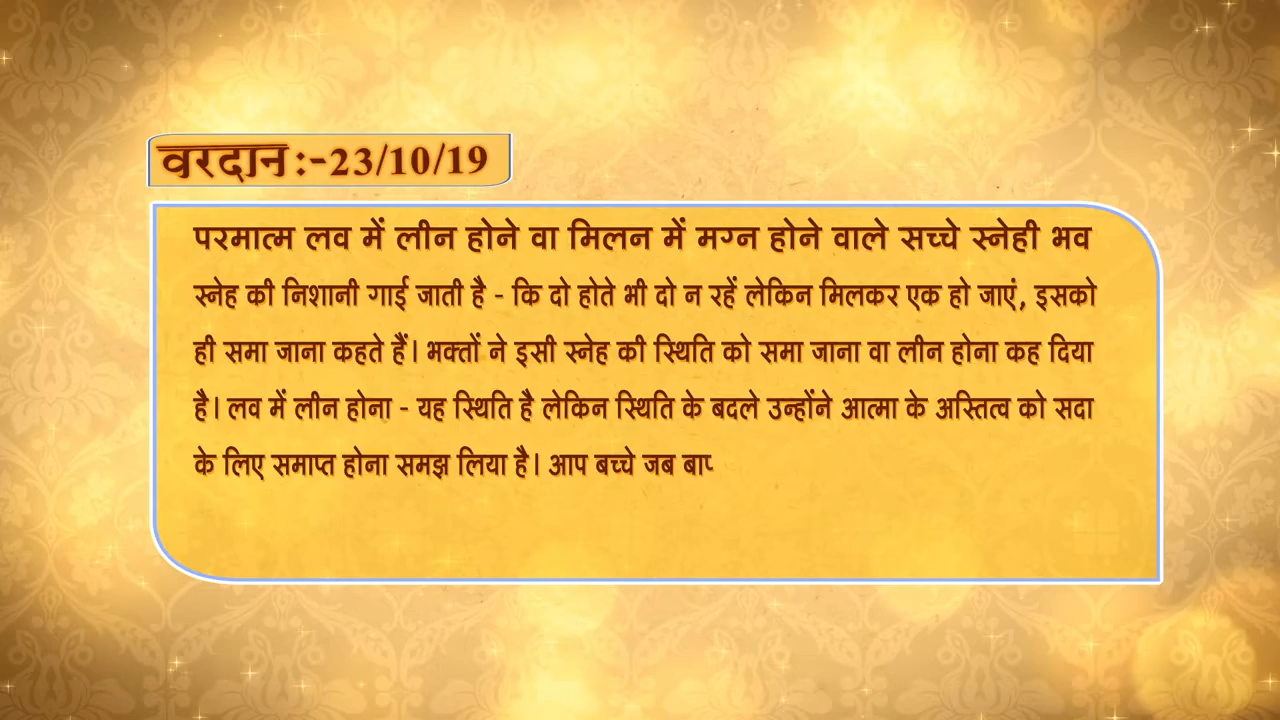 वरदान :-23/10/19
परमात्म लव में लीन होने वा मिलन में मग्न होने वाले सच्चे स्नेही भव
स्नेह की निशानी गाई जाती है - कि दो होते भी दो न रहें लेकिन मिलकर एक हो जाएं, इसको
ही समा जाना कहते हैं। भक्तों ने इसी स्नेह की स्थिति को समा जाना वा लीन होना कह दिया
है। लव में लीन होना - यह स्थिति है लेकिन स्थिति के बदले उन्होंने आत्मा के अस्तित्व को सदा
के लिए समाप्त होना समझ लिया है। आप बच्चे जब